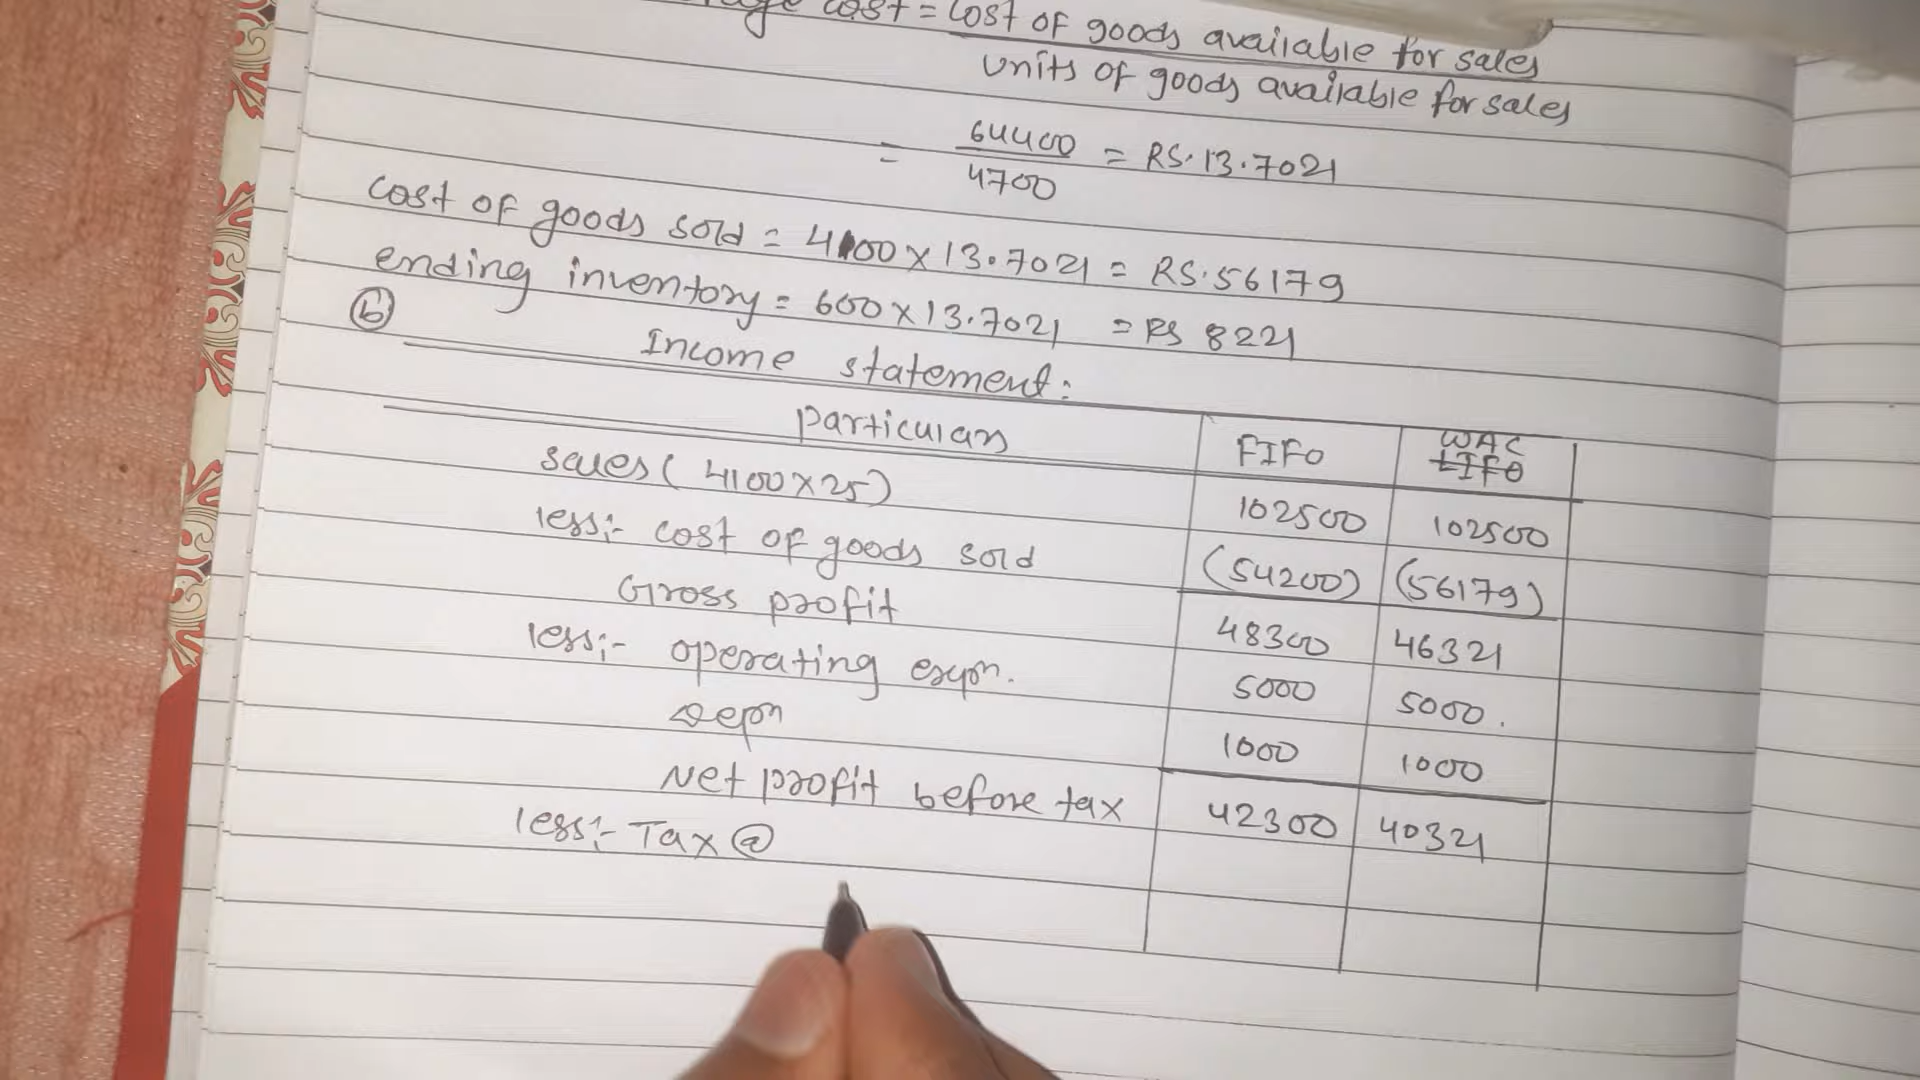 cost = cost of goods available for sales
units of goods available for sales
= 64400 / 4700 = RS. 13.7021
cost of goods sold = 4100 x 13.7021 = RS. 56179
ending inventory = 600 x 13.7021 = RS 8221
(b)
Income statement:
particulars FIFO WAC LIFO
sales (4100 x 25) 102500 102500
less:- cost of goods sold (54200) (56179)
Gross profit 48300 46321
less:- operating expn. 5000 5000.
Depn 1000 1000
Net profit before tax 42300 40321
less:- Tax @